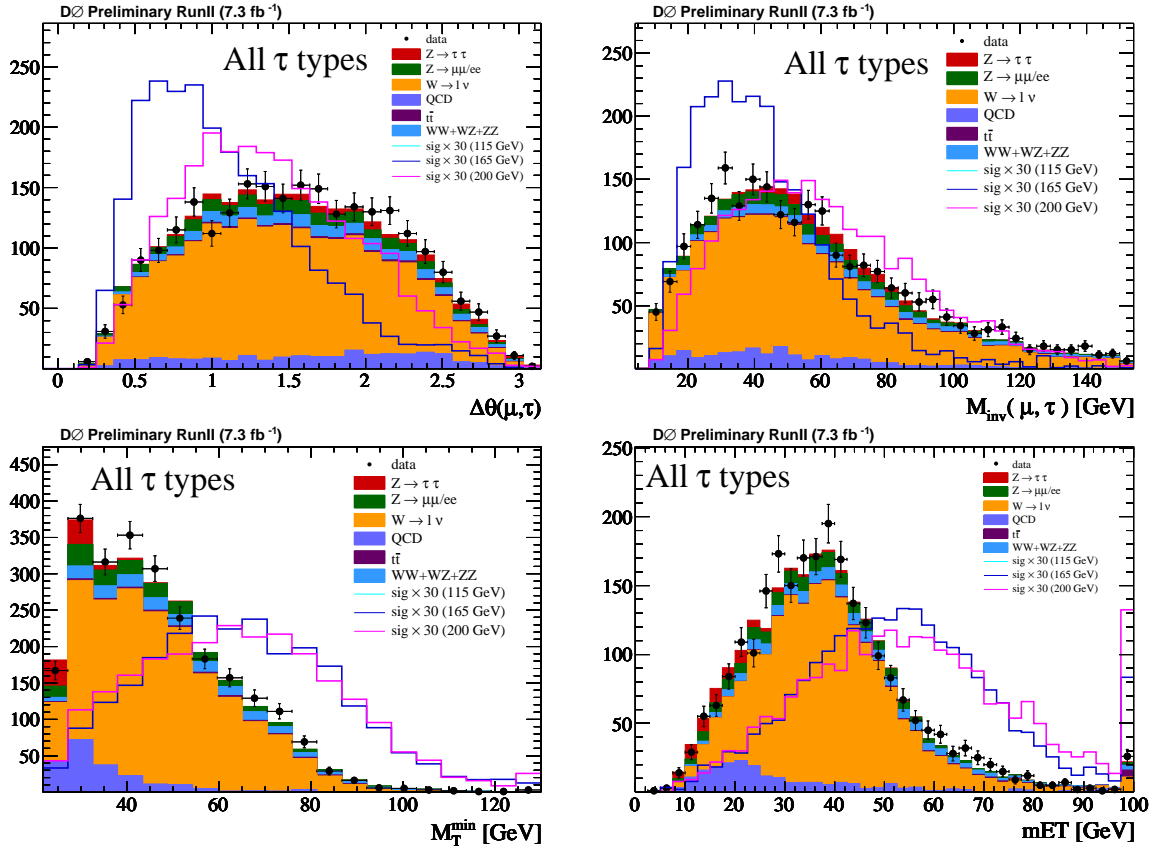 DØ Preliminary RunII (7.3 fb⁻¹)
All τ types
data
Z → τ τ
Z → μμ/ee
W → l ν
QCD
tt̄
WW+WZ+ZZ
sig × 30 (115 GeV)
sig × 30 (165 GeV)
sig × 30 (200 GeV)
250
200
150
100
50
0 0.5 1 1.5 2 2.5 3
Δθ(μ,τ)
DØ Preliminary RunII (7.3 fb⁻¹)
All τ types
data
Z → τ τ
Z → μμ/ee
W → l ν
QCD
tt̄
WW+WZ+ZZ
sig × 30 (115 GeV)
sig × 30 (165 GeV)
sig × 30 (200 GeV)
250
200
150
100
50
20 40 60 80 100 120 140
M_inv(μ,τ) [GeV]
DØ Preliminary RunII (7.3 fb⁻¹)
All τ types
data
Z → τ τ
Z → μμ/ee
W → l ν
QCD
tt̄
WW+WZ+ZZ
sig × 30 (115 GeV)
sig × 30 (165 GeV)
sig × 30 (200 GeV)
450
400
350
300
250
200
150
100
50
40 60 80 100 120
M_T^min [GeV]
DØ Preliminary RunII (7.3 fb⁻¹)
All τ types
data
Z → τ τ
Z → μμ/ee
W → l ν
QCD
tt̄
WW+WZ+ZZ
sig × 30 (115 GeV)
sig × 30 (165 GeV)
sig × 30 (200 GeV)
250
200
150
100
50
0
0 10 20 30 40 50 60 70 80 90 100
mET [GeV]